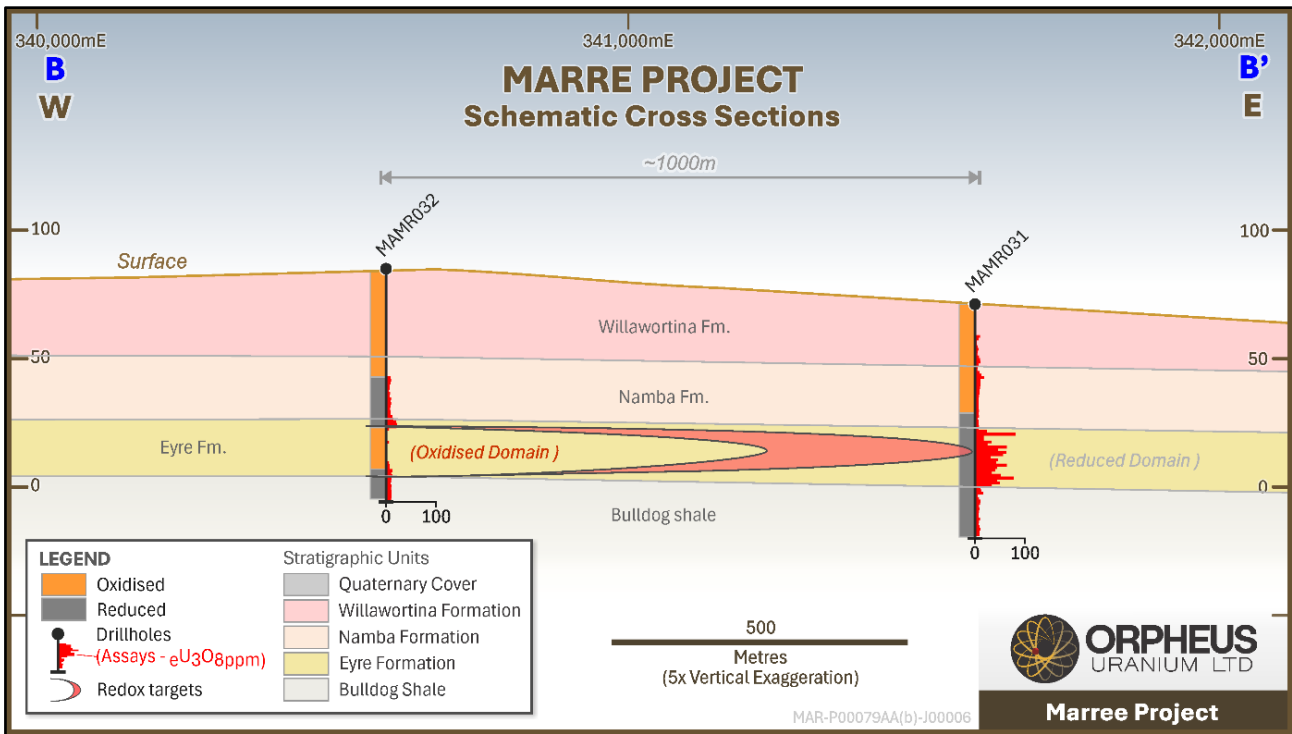 340,000mE
341,000mE
342,000mE
B
W
MARRE PROJECT
Schematic Cross Sections
B'
E
~1000m
MAMR032
MAMR031
100
100
Surface
Willawortina Fm.
50
50
Namba Fm.
Eyre Fm.
(Oxidised Domain )
(Reduced Domain )
0
0
0 100
Bulldog shale
0 100
LEGEND
Oxidised
Reduced
Drillholes
(Assays - eU3O8ppm)
Redox targets
Stratigraphic Units
Quaternary Cover
Willawortina Formation
Namba Formation
Eyre Formation
Bulldog Shale
500
Metres
(5x Vertical Exaggeration)
MAR-P00079AA(b)-J00006
ORPHEUS
URANIUM LTD
Marree Project